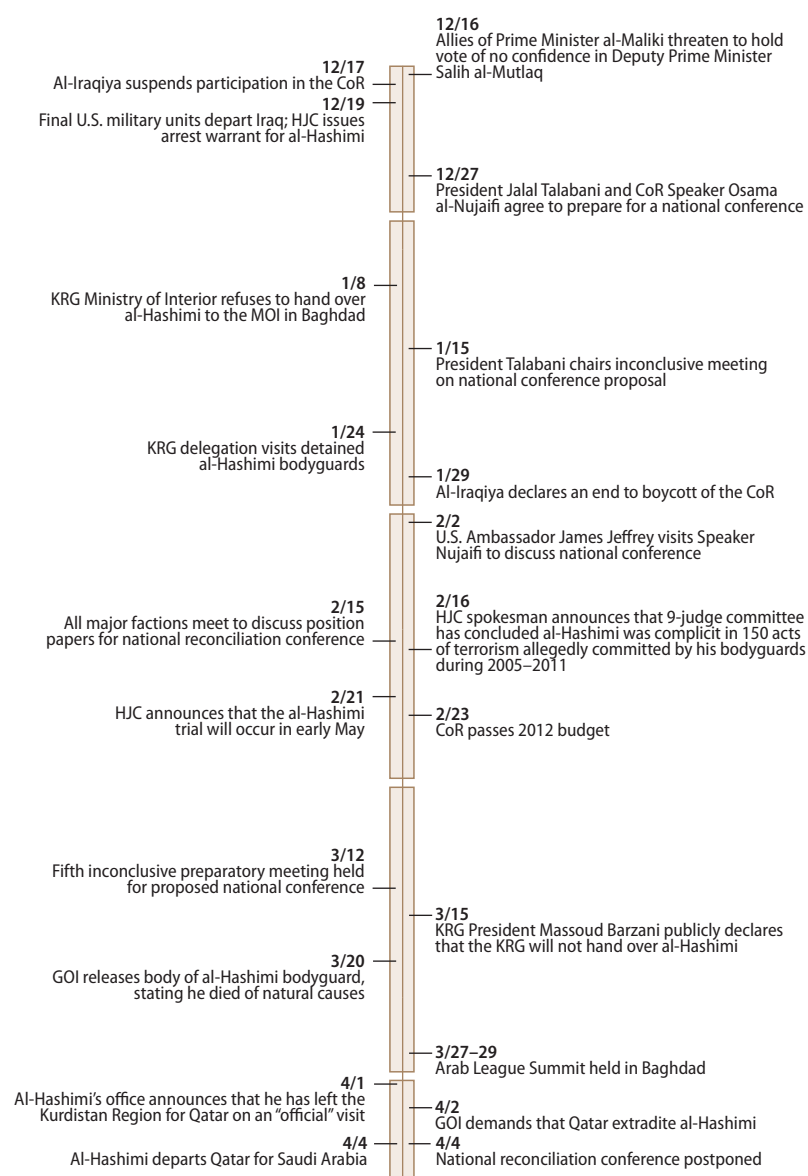 12/16
Allies of Prime Minister al-Maliki threaten to hold
vote of no confidence in Deputy Prime Minister
Salih al-Mutlaq
12/17
Al-Iraqiya suspends participation in the CoR
12/19
Final U.S. military units depart Iraq; HJC issues
arrest warrant for al-Hashimi
12/27
President Jalal Talabani and CoR Speaker Osama
al-Nujaifi agree to prepare for a national conference
1/8
KRG Ministry of Interior refuses to hand over
al-Hashimi to the MOI in Baghdad
1/15
President Talabani chairs inconclusive meeting
on national conference proposal
1/24
KRG delegation visits detained
al-Hashimi bodyguards
1/29
Al-Iraqiya declares an end to boycott of the CoR
2/2
U.S. Ambassador James Jeffrey visits Speaker
Nujaifi to discuss national conference
2/15
All major factions meet to discuss position
papers for national reconciliation conference
2/16
HJC spokesman announces that 9-judge committee
has concluded al-Hashimi was complicit in 150 acts
of terrorism allegedly committed by his bodyguards
during 2005–2011
2/21
HJC announces that the al-Hashimi
trial will occur in early May
2/23
CoR passes 2012 budget
3/12
Fifth inconclusive preparatory meeting held
for proposed national conference
3/15
KRG President Massoud Barzani publicly declares
that the KRG will not hand over al-Hashimi
3/20
GOI releases body of al-Hashimi bodyguard,
stating he died of natural causes
3/27–29
Arab League Summit held in Baghdad
4/1
Al-Hashimi's office announces that he has left the
Kurdistan Region for Qatar on an "official" visit
4/2
GOI demands that Qatar extradite al-Hashimi
4/4
Al-Hashimi departs Qatar for Saudi Arabia
4/4
National reconciliation conference postponed